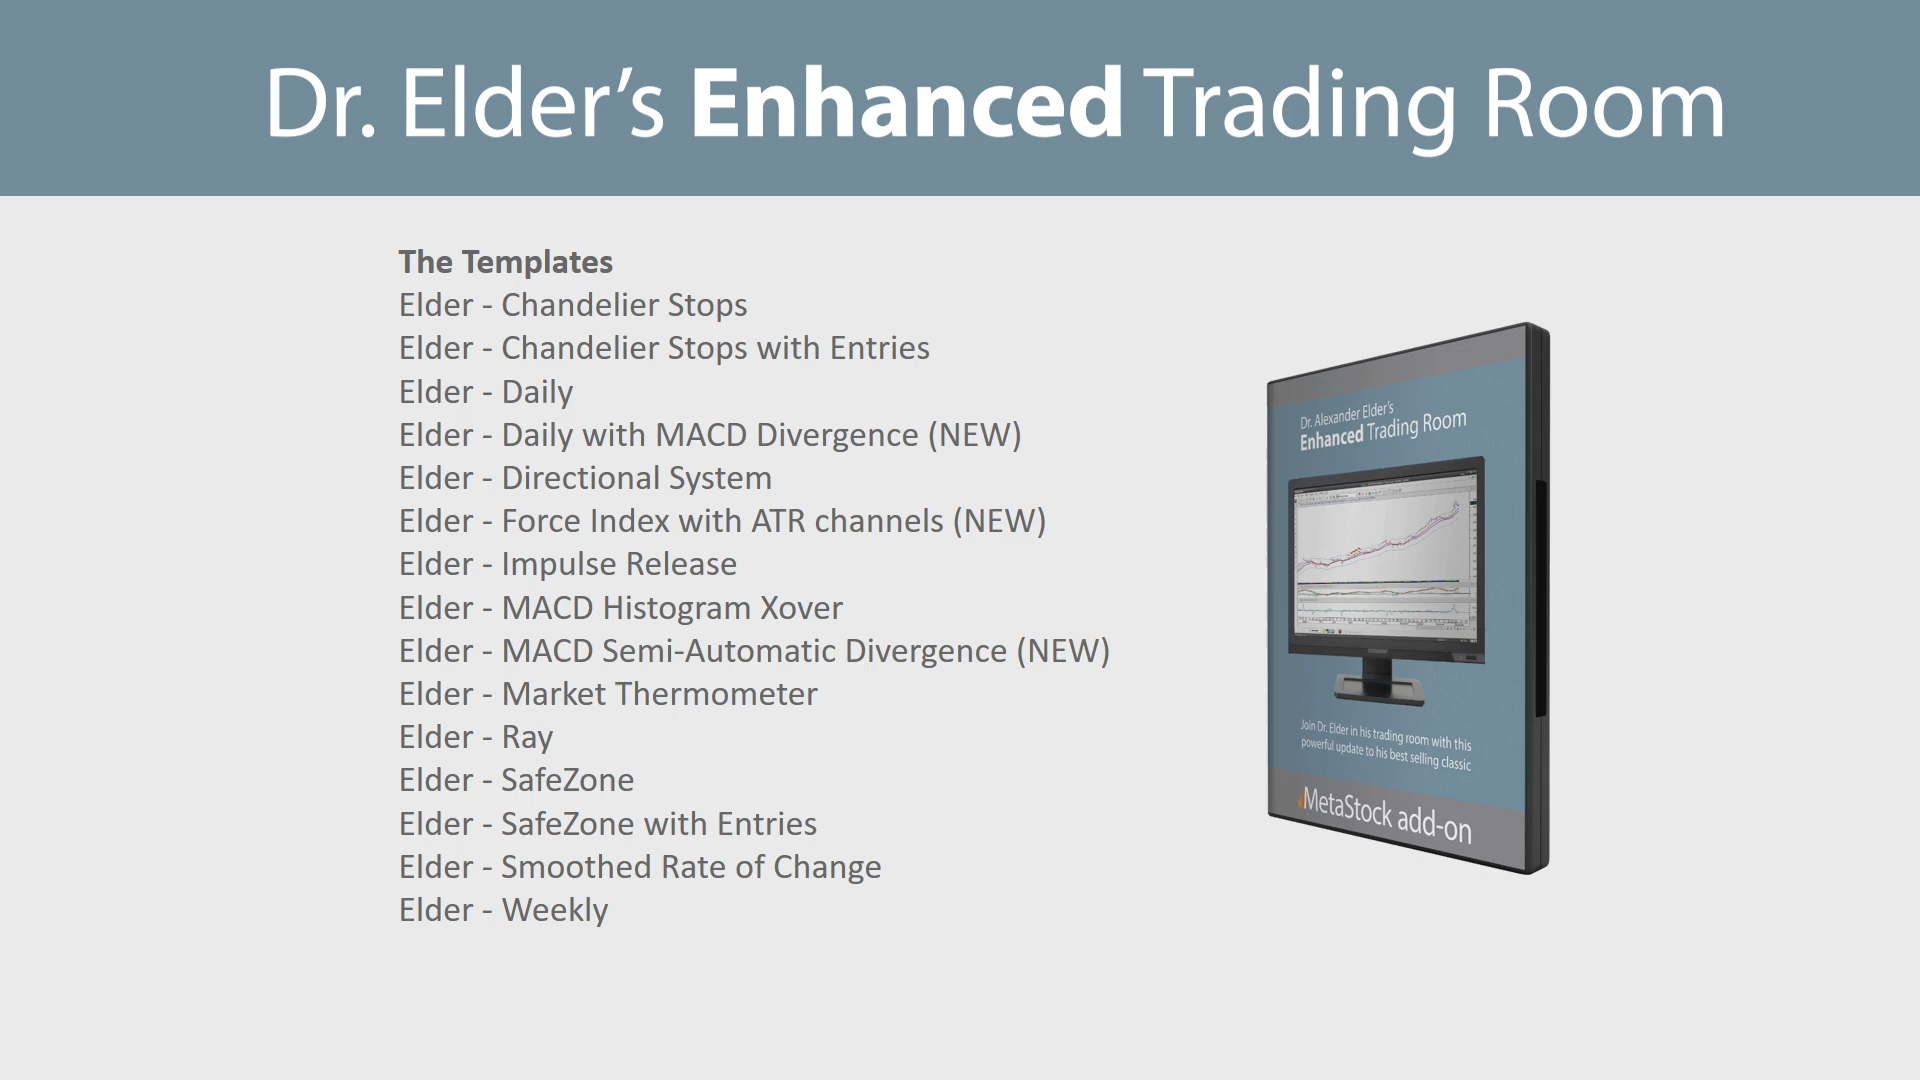 Dr. Elder's Enhanced Trading Room
The Templates
Elder - Chandelier Stops
Elder - Chandelier Stops with Entries
Elder - Daily
Elder - Daily with MACD Divergence (NEW)
Elder - Directional System
Elder - Force Index with ATR channels (NEW)
Elder - Impulse Release
Elder - MACD Histogram Xover
Elder - MACD Semi-Automatic Divergence (NEW)
Elder - Market Thermometer
Elder - Ray
Elder - SafeZone
Elder - SafeZone with Entries
Elder - Smoothed Rate of Change
Elder - Weekly
Dr. Alexander Elder's
Enhanced Trading Room
Join Dr. Elder in his trading room with this
powerful update to his best selling classic
MetaStock add-on